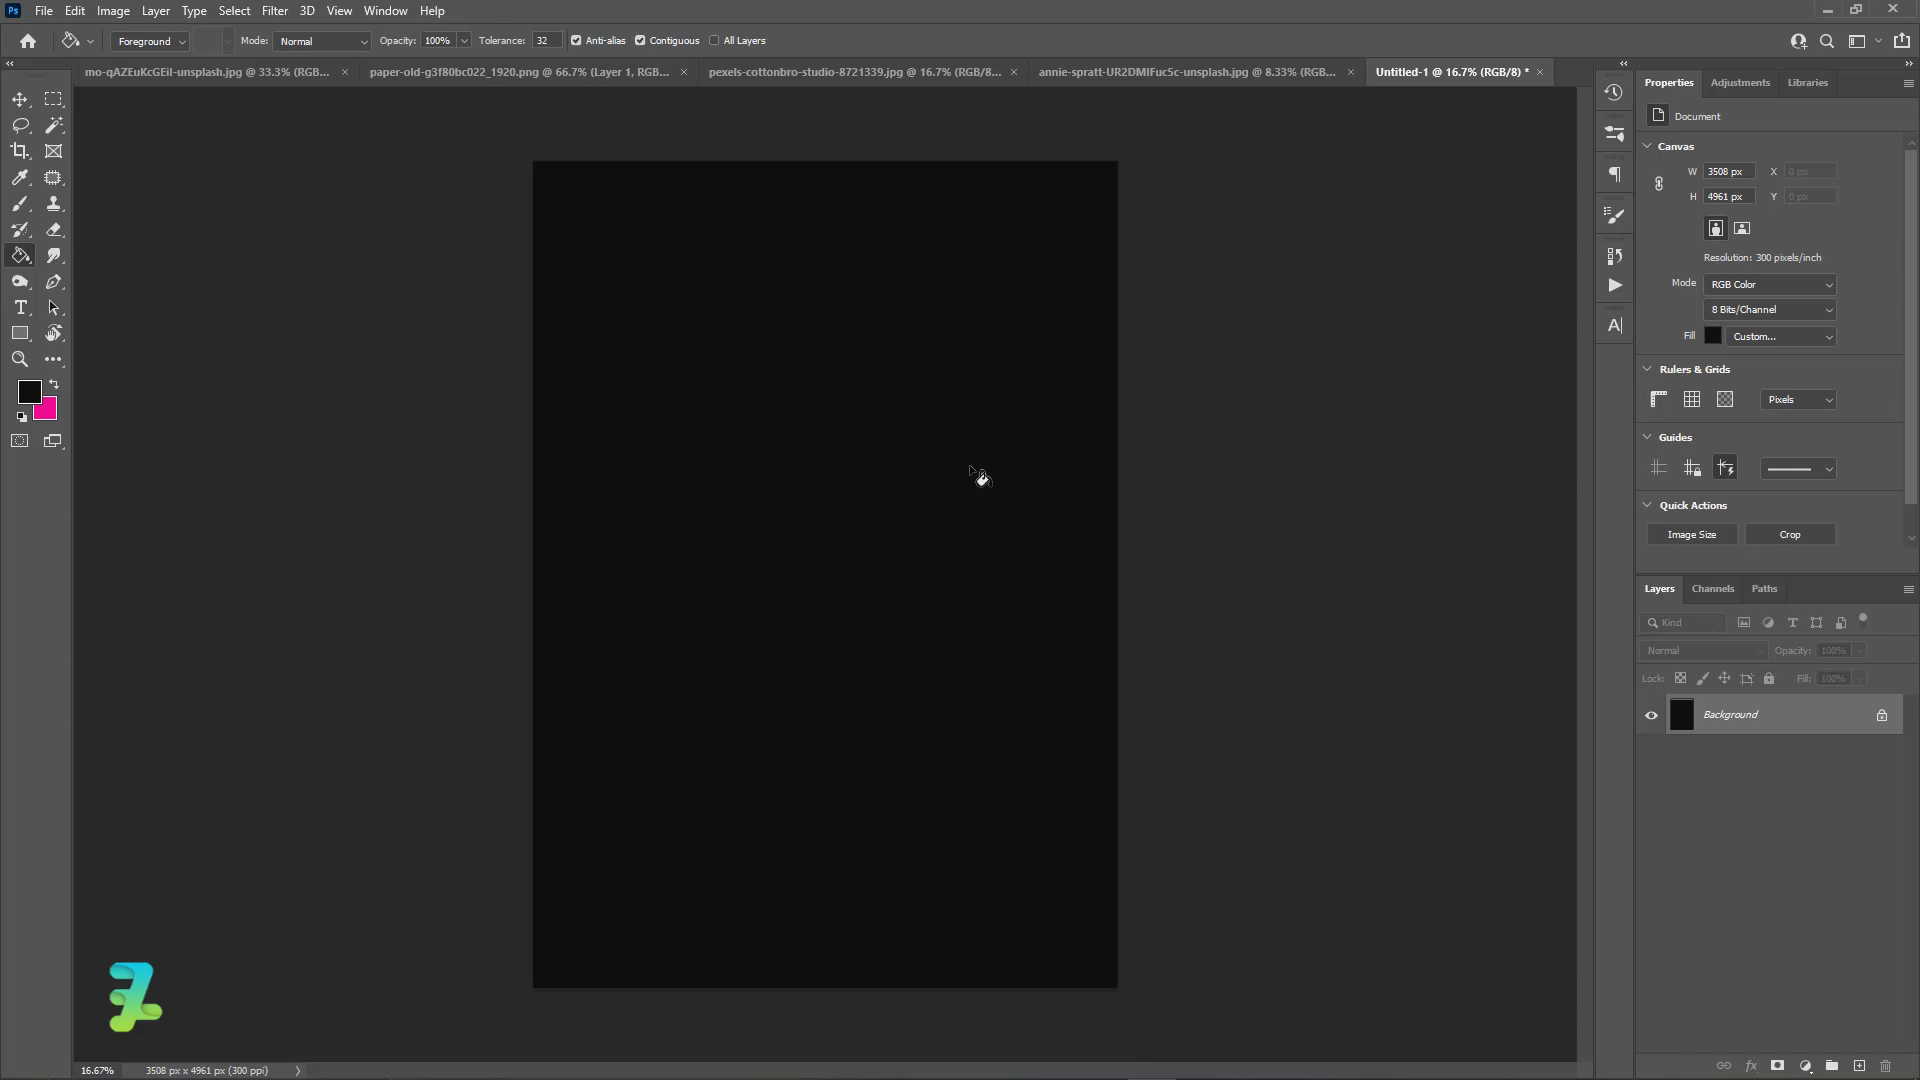 Ps File Edit Image Layer Type Select Filter 3D View Window Help
Foreground Mode: Normal Opacity: 100% Tolerance: 32 Anti-alias Contiguous All Layers
mo-qAZEuKcGEiI-unsplash.jpg @ 33.3% (RGB... paper-old-g3f80bc022_1920.png @ 66.7% (Layer 1, RGB... pexels-cottonbro-studio-8721339.jpg @ 16.7% (RGB/8... annie-spratt-UR2DMIFuc5c-unsplash.jpg @ 8.33% (RGB... Untitled-1 @ 16.7% (RGB/8) *
Properties Adjustments Libraries
Document
Canvas
W 3508 px X 0 px
H 4961 px Y 0 px
Resolution: 300 pixels/inch
Mode RGB Color
8 Bits/Channel
Fill Custom...
Rulers & Grids
Pixels
Guides
Quick Actions
Image Size Crop
Layers Channels Paths
Kind
Normal Opacity: 100%
Lock: Fill: 100%
Background
16.67% 3508 px x 4961 px (300 ppi)